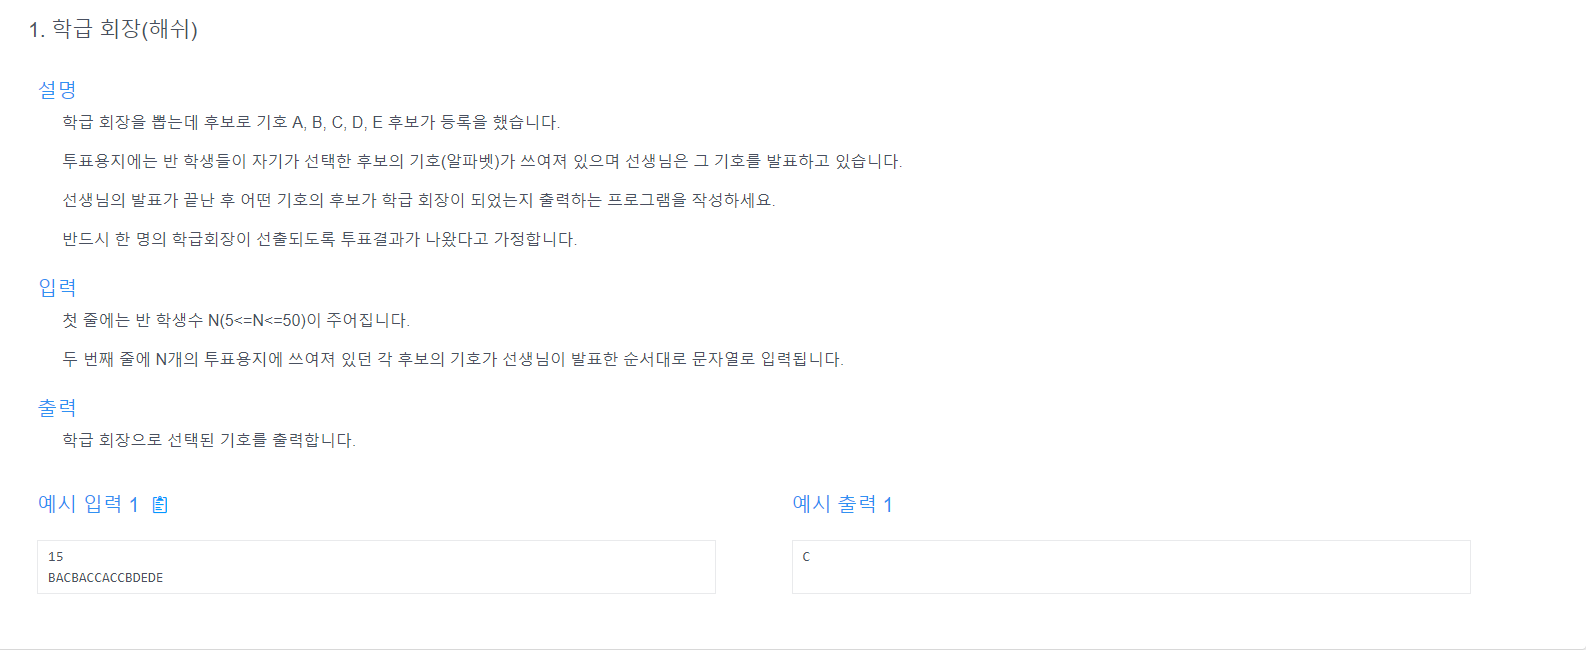 1. 학급 회장(해쉬)
설명
학급 회장을 뽑는데 후보로 기호 A, B, C, D, E 후보가 등록을 했습니다.
투표용지에는 반 학생들이 자기가 선택한 후보의 기호(알파벳)가 쓰여져 있으며 선생님은 그 기호를 발표하고 있습니다.
선생님의 발표가 끝난 후 어떤 기호의 후보가 학급 회장이 되었는지 출력하는 프로그램을 작성하세요.
반드시 한 명의 학급회장이 선출되도록 투표결과가 나왔다고 가정합니다.
입력
첫 줄에는 반 학생수 N(5<=N<=50)이 주어집니다.
두 번째 줄에 N개의 투표용지에 쓰여져 있던 각 후보의 기호가 선생님이 발표한 순서대로 문자열로 입력됩니다.
출력
학급 회장으로 선택된 기호를 출력합니다.
예시 입력 1
15
BACBACCACCBDEDE
예시 출력 1
C